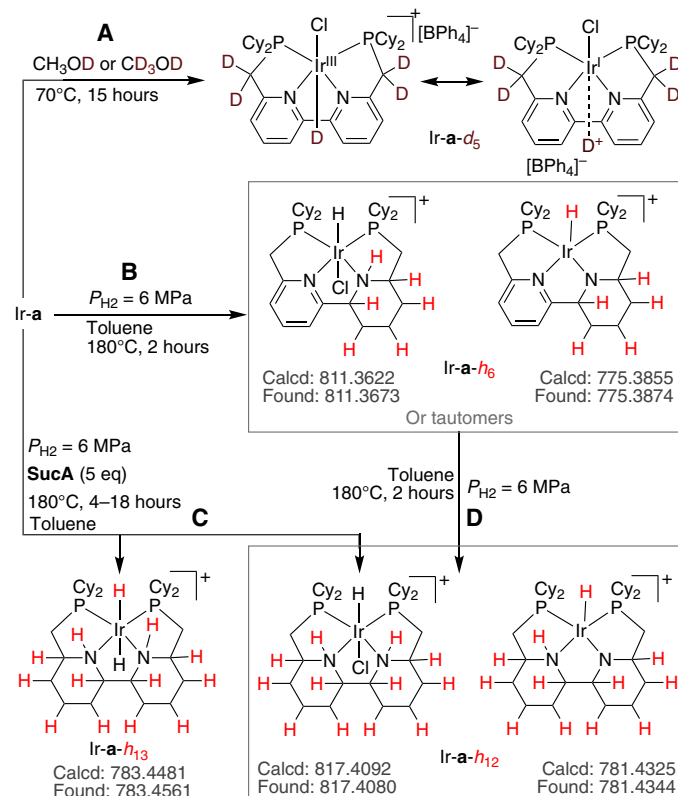 A
CH₃OD or CD₃OD
70°C, 15 hours
Cl
Cy₂P PCy₂
+ [BPh₄]⁻
Irᴵᴵᴵ
D D D D
N N
D
Cl
Cy₂P PCy₂
Irᴵ
D D D D
N N
D⁺
Ir-a-d₅
[BPh₄]⁻
B
P_H2 = 6 MPa
Ir-a
Toluene
180°C, 2 hours
H
Cy₂ Cy₂ +
P P
Ir H
N N H
Cl H H
H H
Calcd: 811.3622
Found: 811.3673
Ir-a-h₆
Cy₂ H Cy₂ +
P P
Ir
N N H
H H
H H
Calcd: 775.3855
Found: 775.3874
Or tautomers
P_H2 = 6 MPa
SucA (5 eq)
180°C, 4–18 hours
Toluene
C
Toluene
180°C, 2 hours
P_H2 = 6 MPa
D
Cy₂ H Cy₂ +
P P
H Ir H
H N N H
H H H H H
H H
Ir-a-h₁₃
Calcd: 783.4481
Found: 783.4561
H
Cy₂ Cy₂ +
P P
H Ir H
H N N H
H H Cl H H
H H
Calcd: 817.4092
Found: 817.4080
Ir-a-h₁₂
Cy₂ H Cy₂ +
P P
H Ir
H N N H
H H H H
H H
Calcd: 781.4325
Found: 781.4344